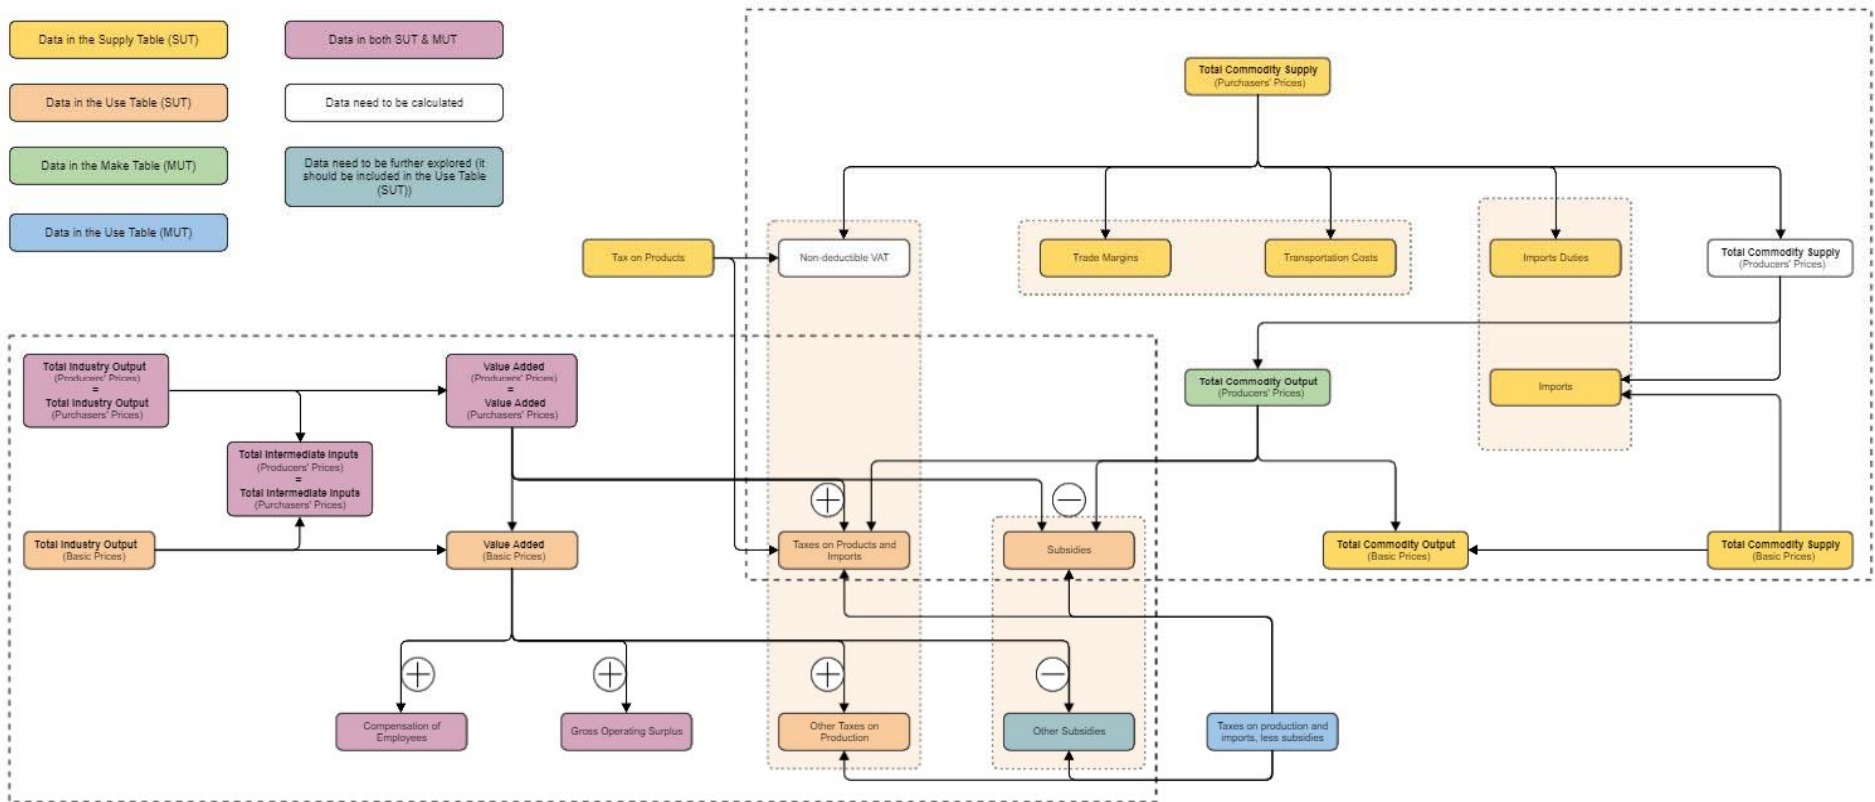 Data in the Supply Table (SUT)
Data in both SUT & MUT
Data in the Use Table (SUT)
Data need to be calculated
Data in the Make Table (MUT)
Data need to be further explored (it
should be included in the Use Table
(SUT))
Data in the Use Table (MUT)
Total Commodity Supply
(Purchasers' Prices)
Tax on Products
Non-deductible VAT
Trade Margins
Transportation Costs
Imports Duties
Total Commodity Supply
(Producers' Prices)
Total Industry Output
(Producers' Prices)
=
Total Industry Output
(Purchasers' Prices)
Value Added
(Producers' Prices)
=
Value Added
(Purchasers' Prices)
Total Commodity Output
(Producers' Prices)
Imports
Total Intermediate Inputs
(Producers' Prices)
=
Total Intermediate Inputs
(Purchasers' Prices)
Total Industry Output
(Basic Prices)
Value Added
(Basic Prices)
Taxes on Products and
Imports
Subsidies
Total Commodity Output
(Basic Prices)
Total Commodity Supply
(Basic Prices)
Compensation of
Employees
Gross Operating Surplus
Other Taxes on
Production
Other Subsidies
Taxes on production and
imports, less subsidies